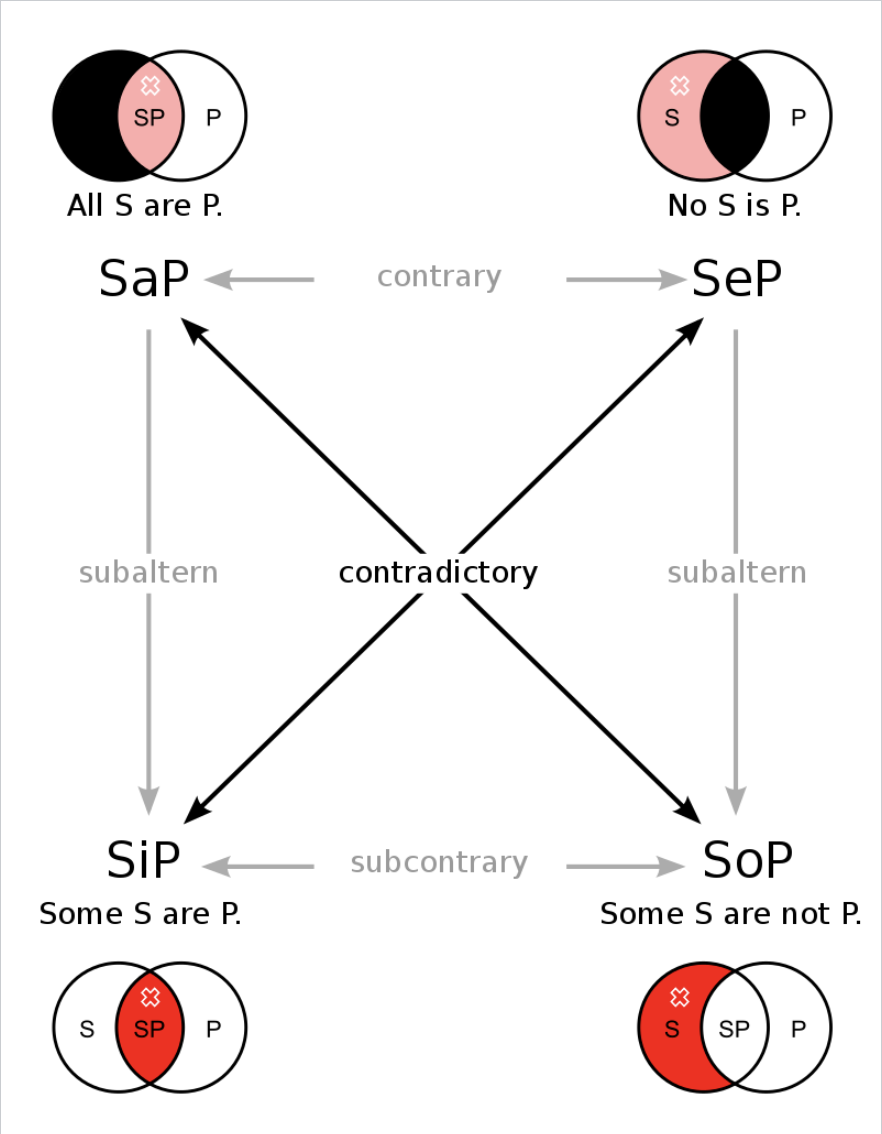 SP P
S P
All S are P.
No S is P.
SaP
contrary
SeP
subaltern
contradictory
subaltern
SiP
subcontrary
SoP
Some S are P.
Some S are not P.
S SP P
S SP P